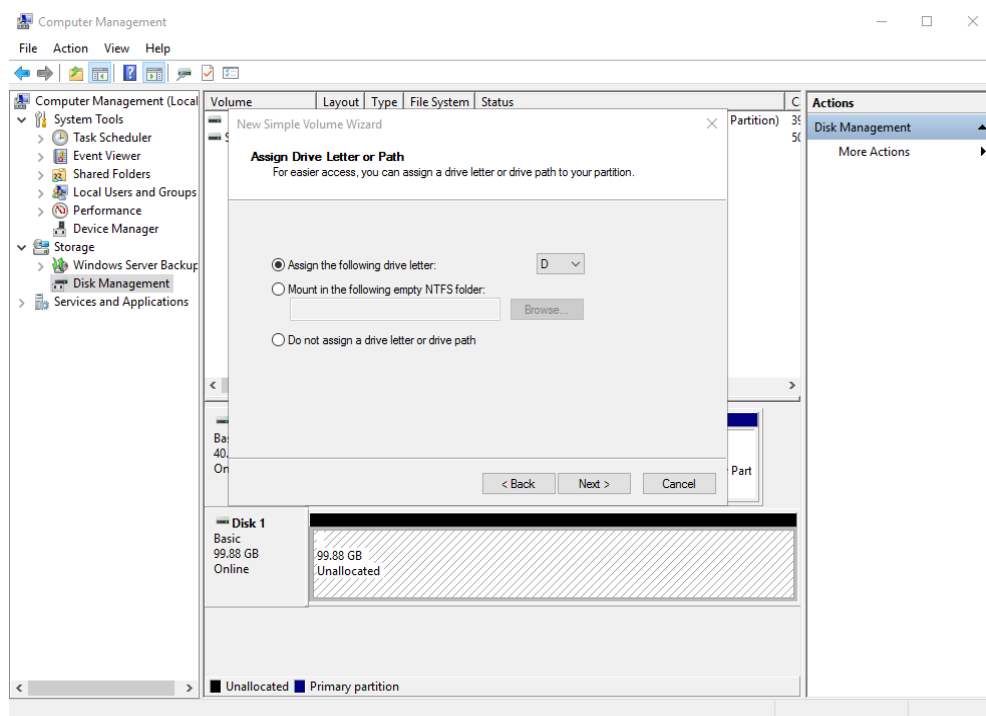 Computer Management
File Action View Help
Computer Management (Local
System Tools
Task Scheduler
Event Viewer
Shared Folders
Local Users and Groups
Performance
Device Manager
Storage
Windows Server Backup
Disk Management
Services and Applications
Volume Layout Type File System Status C
Partition) 39
S 50
New Simple Volume Wizard
Assign Drive Letter or Path
For easier access, you can assign a drive letter or drive path to your partition.
Assign the following drive letter: D
Mount in the following empty NTFS folder:
Browse...
Do not assign a drive letter or drive path
< Back Next > Cancel
Bas
40.
On
Part
Disk 1
Basic
99.88 GB
Online
99.88 GB
Unallocated
Unallocated Primary partition
Actions
Disk Management
More Actions